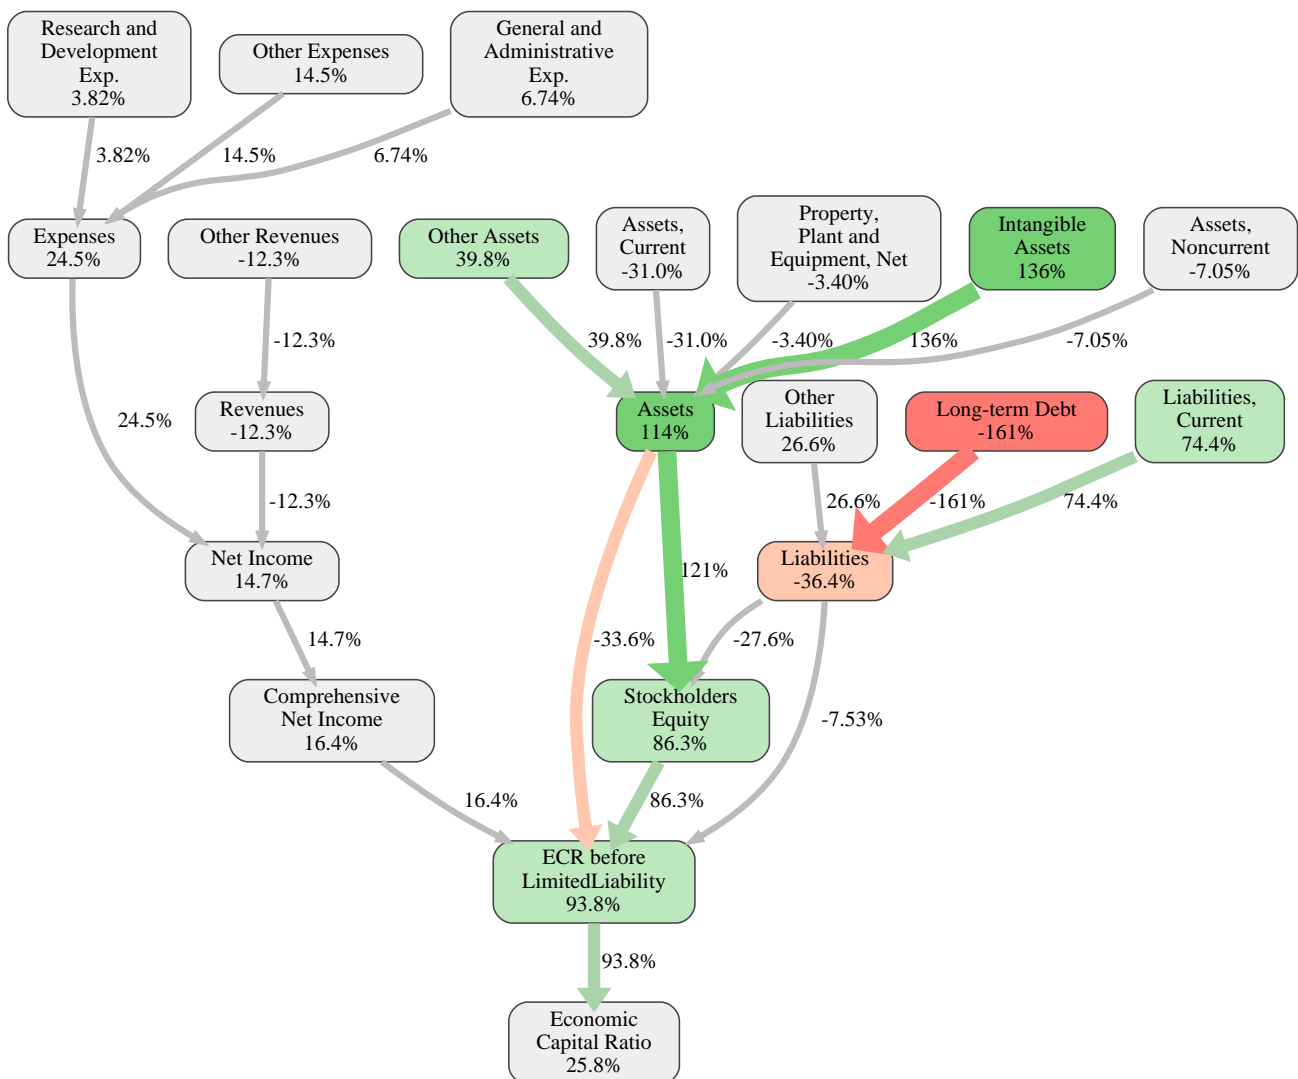 Research and
Development
Exp.
3.82%
Other Expenses
14.5%
General and
Administrative
Exp.
6.74%
3.82%
14.5%
6.74%
Expenses
24.5%
Other Revenues
-12.3%
Other Assets
39.8%
Assets,
Current
-31.0%
Property,
Plant and
Equipment, Net
-3.40%
Intangible
Assets
136%
Assets,
Noncurrent
-7.05%
-12.3%
39.8%
-31.0%
-3.40%
136%
-7.05%
24.5%
Revenues
-12.3%
Assets
114%
Other
Liabilities
26.6%
Long-term Debt
-161%
Liabilities,
Current
74.4%
-12.3%
26.6%
-161%
74.4%
Net Income
14.7%
121%
Liabilities
-36.4%
14.7%
-33.6%
-27.6%
Comprehensive
Net Income
16.4%
Stockholders
Equity
86.3%
-7.53%
16.4%
86.3%
ECR before
LimitedLiability
93.8%
93.8%
Economic
Capital Ratio
25.8%